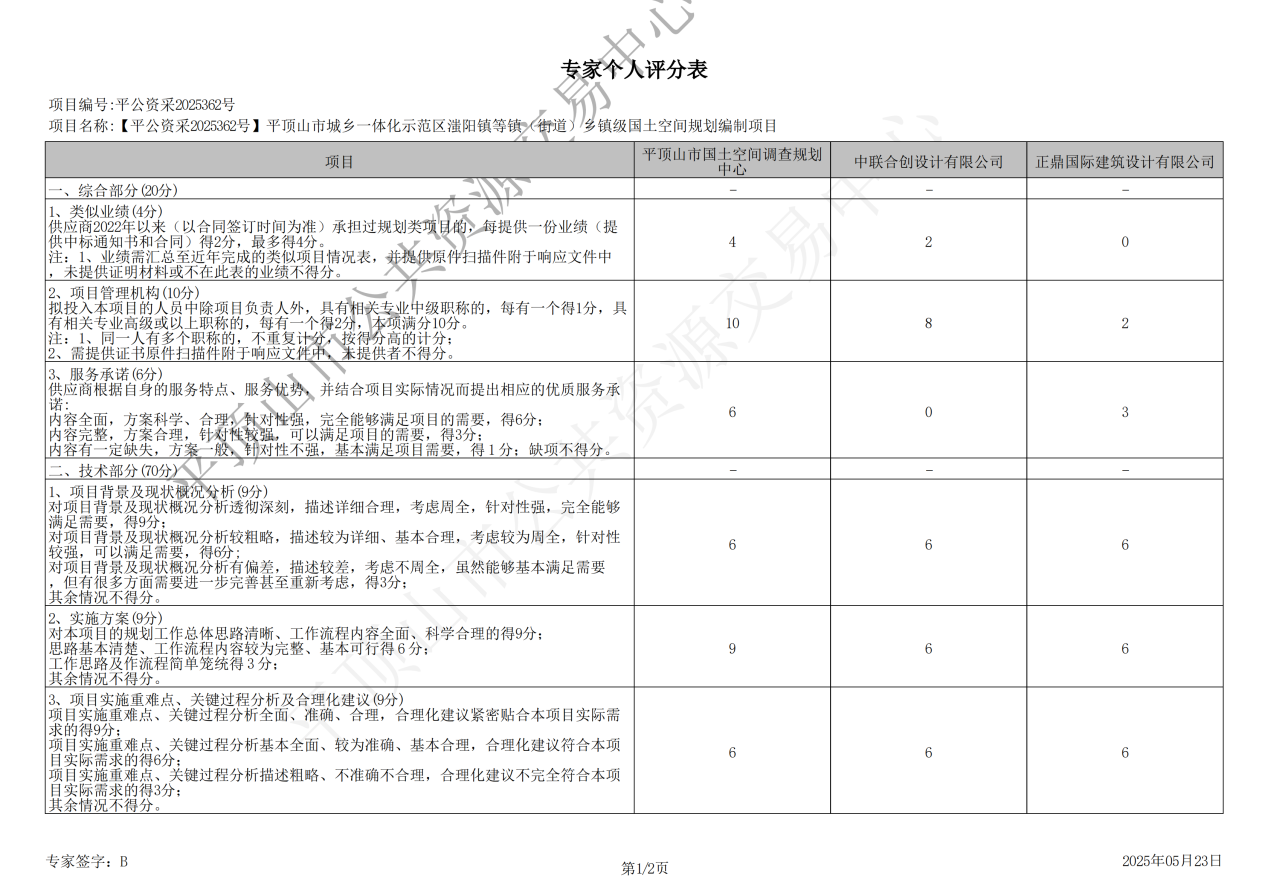 专家个人评分表
项目编号:平公资采2025362号
项目名称:【平公资采2025362号】平顶山市城乡一体化示范区滍阳镇等镇（街道）乡镇级国土空间规划编制项目
项目
平顶山市国土空间调查规划
中心
中联合创设计有限公司
正鼎国际建筑设计有限公司
一、综合部分(20分)
-
-
-
1、类似业绩(4分)
供应商2022年以来（以合同签订时间为准）承担过规划类项目的，每提供一份业绩（提
供中标通知书和合同）得2分，最多得4分。
注：1、业绩需汇总至近年完成的类似项目情况表，并提供原件扫描件附于响应文件中
，未提供证明材料或不在此表的业绩不得分。
4
2
0
2、项目管理机构(10分)
拟投入本项目的人员中除项目负责人外，具有相关专业中级职称的，每有一个得1分，具
有相关专业高级或以上职称的，每有一个得2分，本项满分10分。
注：1、同一人有多个职称的，不重复计分，按得分高的计分；
2、需提供证书原件扫描件附于响应文件中，未提供者不得分。
10
8
2
3、服务承诺(6分)
供应商根据自身的服务特点、服务优势，并结合项目实际情况而提出相应的优质服务承
诺:
内容全面，方案科学、合理，针对性强，完全能够满足项目的需要，得6分；
内容完整，方案合理，针对性较强，可以满足项目的需要，得3分；
内容有一定缺失，方案一般，针对性不强，基本满足项目需要，得 1 分；缺项不得分。
6
0
3
二、技术部分(70分)
-
-
-
1、项目背景及现状概况分析(9分)
对项目背景及现状概况分析透彻深刻，描述详细合理，考虑周全，针对性强，完全能够
满足需要，得9分；
对项目背景及现状概况分析较粗略，描述较为详细、基本合理，考虑较为周全，针对性
较强，可以满足需要，得6分；
对项目背景及现状概况分析有偏差，描述较差，考虑不周全，虽然能够基本满足需要
，但有很多方面需要进一步完善甚至重新考虑，得3分；
其余情况不得分。
6
6
6
2、实施方案(9分)
对本项目的规划工作总体思路清晰、工作流程内容全面、科学合理的得9分；
思路基本清楚、工作流程内容较为完整、基本可行得 6 分；
工作思路及作流程简单笼统得 3 分；
其余情况不得分。
9
6
6
3、项目实施重难点、关键过程分析及合理化建议(9分)
项目实施重难点、关键过程分析全面、准确、合理，合理化建议紧密贴合本项目实际需
求的得9分；
项目实施重难点、关键过程分析基本全面、较为准确、基本合理，合理化建议符合本项
目实际需求的得6分；
项目实施重难点、关键过程分析描述粗略、不准确不合理，合理化建议不完全符合本项
目实际需求的得3分；
其余情况不得分。
6
6
6
平顶山市公共资源交易中心
平顶山市公共资源交易中心
专家签字：B
第1/2页
2025年05月23日